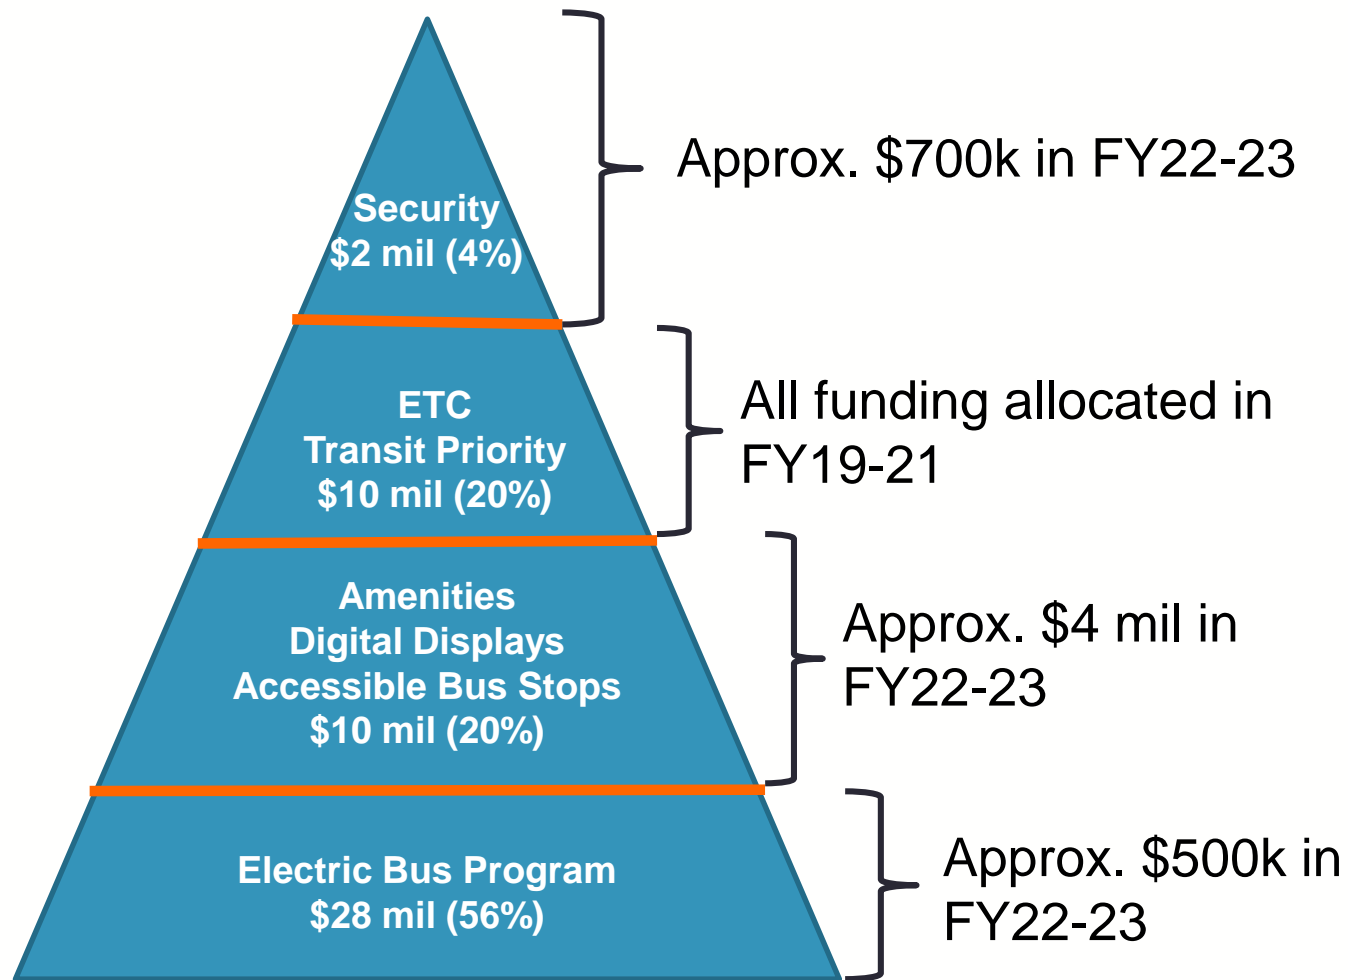 Security
$2 mil (4%)
Approx. $700k in FY22-23
ETC
Transit Priority
$10 mil (20%)
All funding allocated in
FY19-21
Amenities
Digital Displays
Accessible Bus Stops
$10 mil (20%)
Approx. $4 mil in
FY22-23
Electric Bus Program
$28 mil (56%)
Approx. $500k in
FY22-23